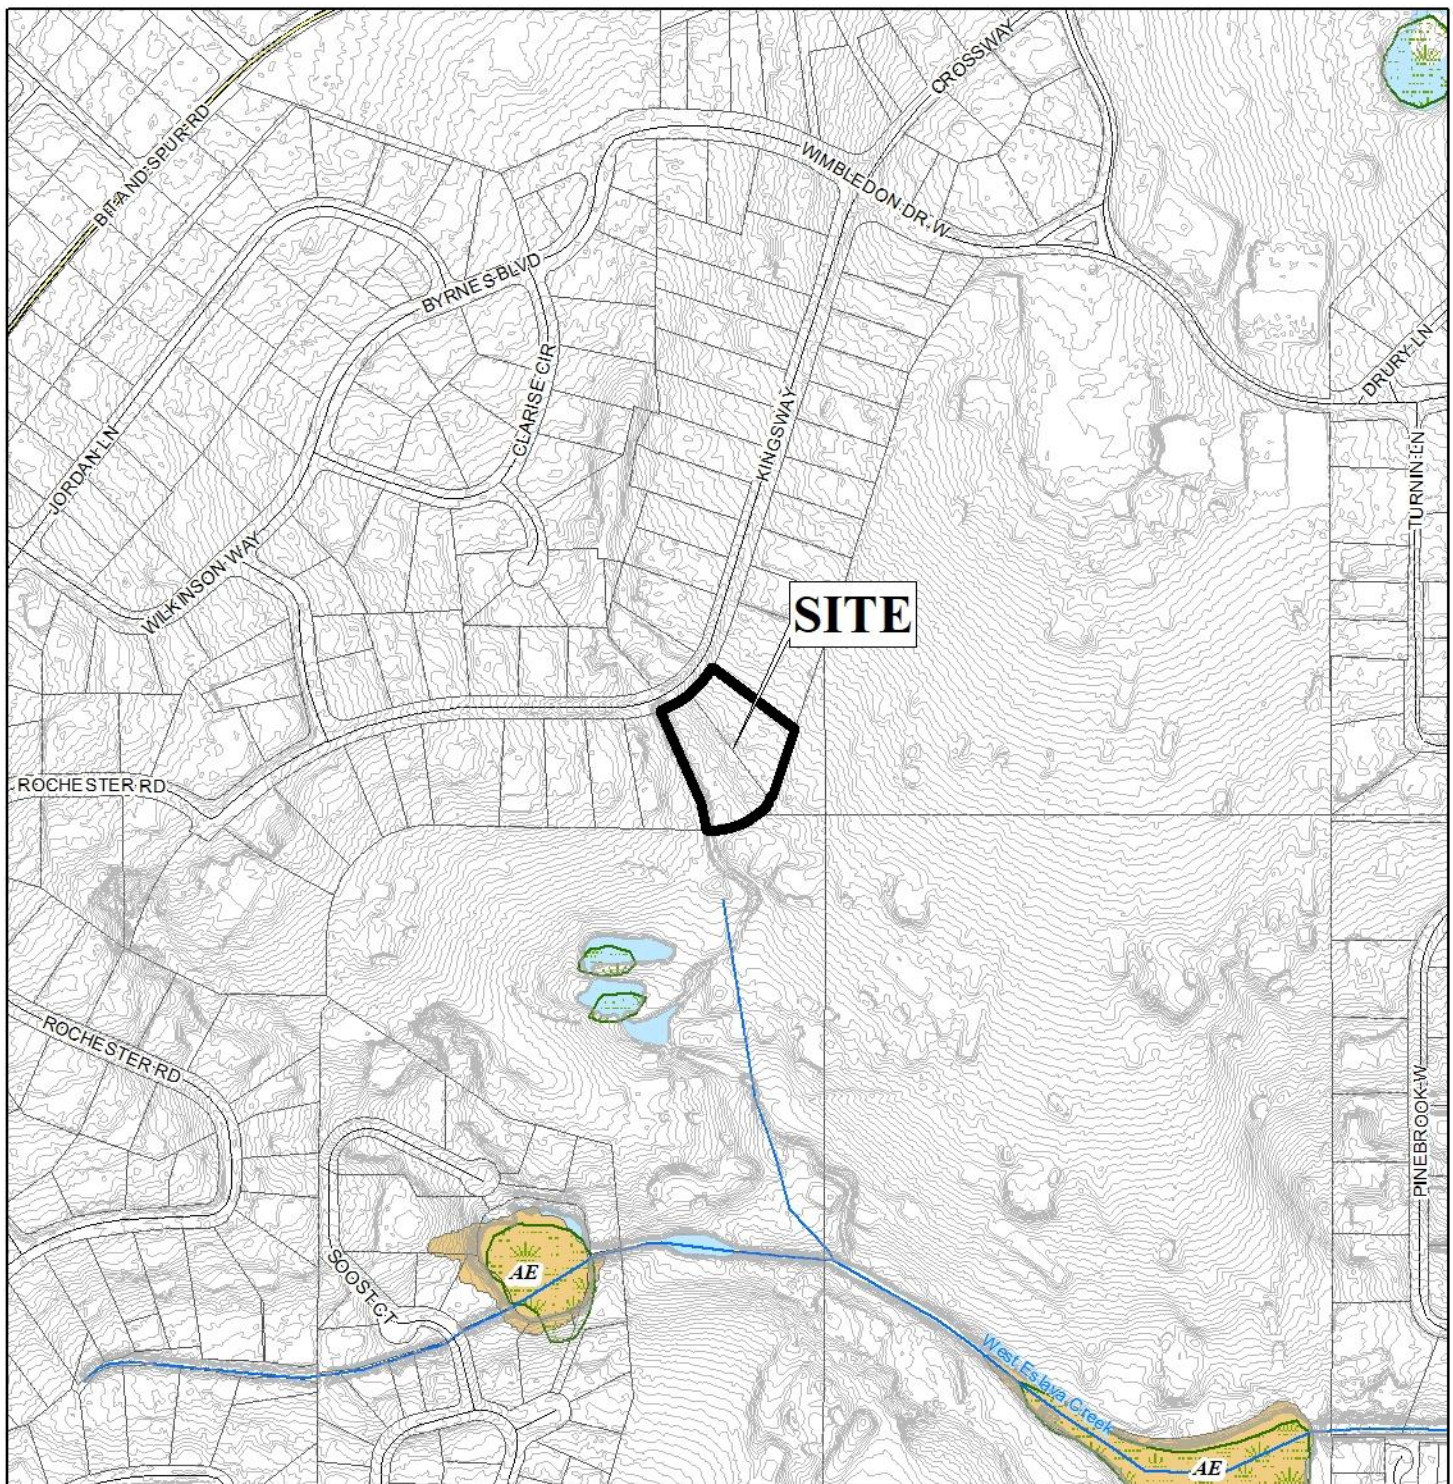 CROSSWAY
BIT-AND-SPUR-RD
WIMBLEDON-DR-W
BYRNES-BLVD
DRURY-LN
CLARISE-CIR
KINGSWAY
JORDAN-LN
TURNIN-LN
WILKINSON-WAY
SITE
ROCHESTER-RD
ROCHESTER-RD
PINEBROOK-W
SOOST-CT
AE
West Eslava Creek
AE